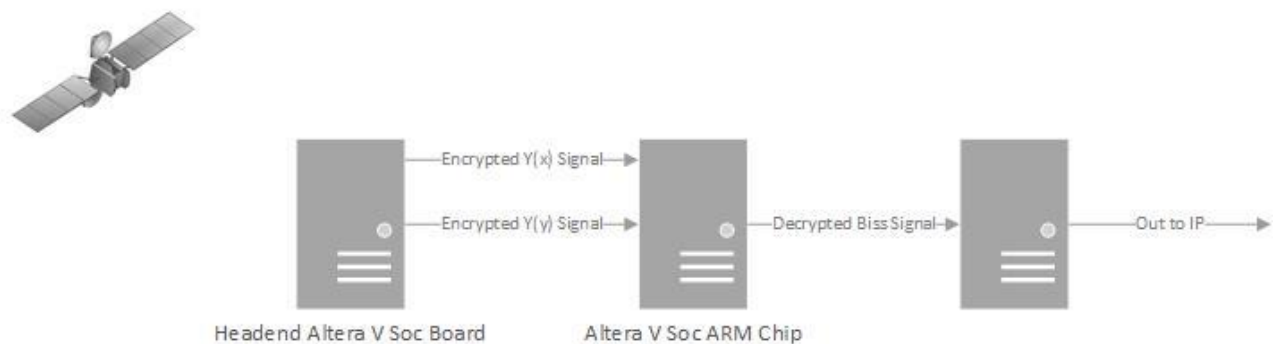 Encrypted Y(x) Signal
Encrypted Y(y) Signal
Decrypted Biss Signal
Out to IP
Headend Altera V Soc Board
Altera V Soc ARM Chip